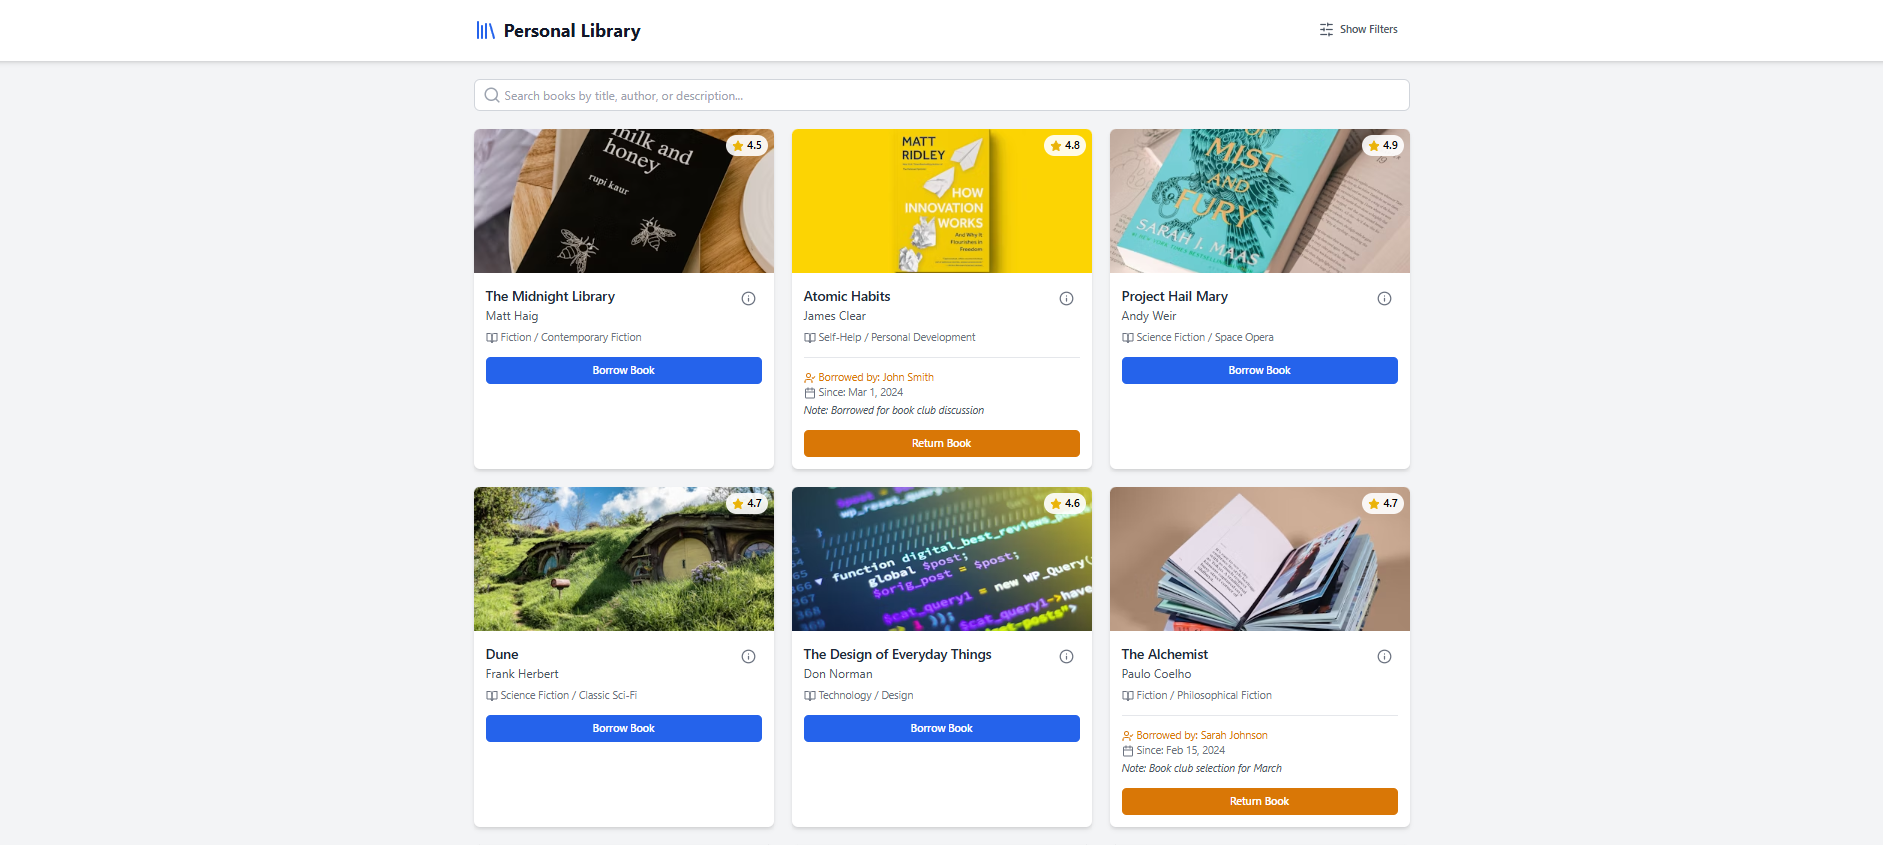 Personal Library
Show Filters
Search books by title, author, or description...
milk and
honey
rupi kaur
4.5
The Midnight Library
Matt Haig
Fiction / Contemporary Fiction
Borrow Book
MATT
RIDLEY
HOW
INNOVATION
WORKS
And Why It
Flourishes in
Freedom
4.8
Atomic Habits
James Clear
Self-Help / Personal Development
Borrowed by: John Smith
Since: Mar 1, 2024
Note: Borrowed for book club discussion
Return Book
OF
MIST
AND
FURY
SARAH J. MAAS
4.9
Project Hail Mary
Andy Weir
Science Fiction / Space Opera
Borrow Book
4.7
Dune
Frank Herbert
Science Fiction / Classic Sci-Fi
Borrow Book
function digital_best_reviews_
global $post;
$orig_post = $post;
$cat_query1 = new WP_Query(
$cat_query1->have
366
367
368
369
4.6
The Design of Everyday Things
Don Norman
Technology / Design
Borrow Book
4.7
The Alchemist
Paulo Coelho
Fiction / Philosophical Fiction
Borrowed by: Sarah Johnson
Since: Feb 15, 2024
Note: Book club selection for March
Return Book